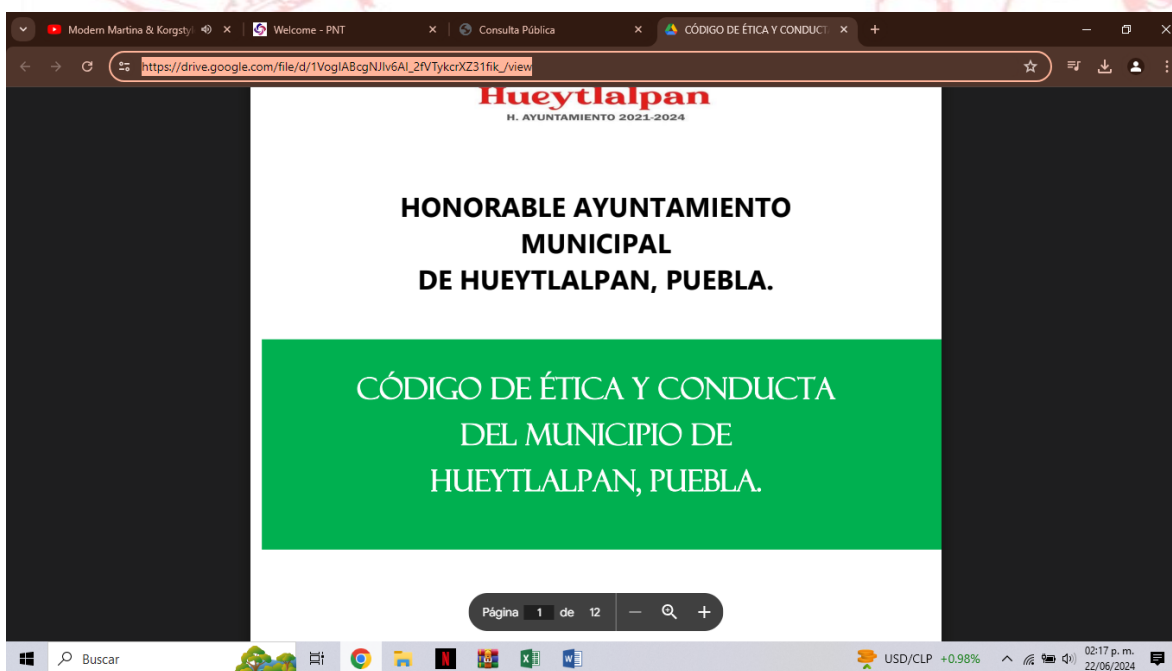 Modern Martina & Korgstyl
Welcome - PNT
Consulta Pública
CÓDIGO DE ÉTICA Y CONDUCT
https://drive.google.com/file/d/1VogIABcgNJIv6AI_2fVTykcrXZ31fik_/view
Hueytlalpan
H. AYUNTAMIENTO 2021-2024
HONORABLE AYUNTAMIENTO
MUNICIPAL
DE HUEYTLALPAN, PUEBLA.
CÓDIGO DE ÉTICA Y CONDUCTA
DEL MUNICIPIO DE
HUEYTLALPAN, PUEBLA.
Página 1 de 12
Buscar
USD/CLP +0.98%
02:17 p. m.
22/06/2024